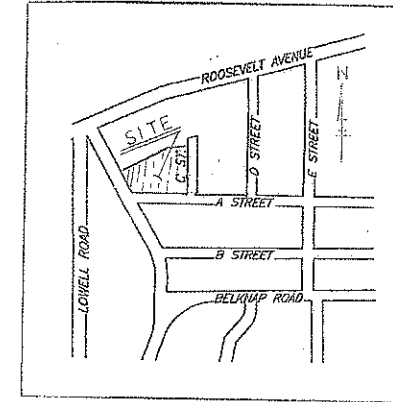 ROOSEVELT AVENUE
N
SITE
C ST.
D STREET
E STREET
A STREET
LOWELL ROAD
B STREET
BELKNAP ROAD